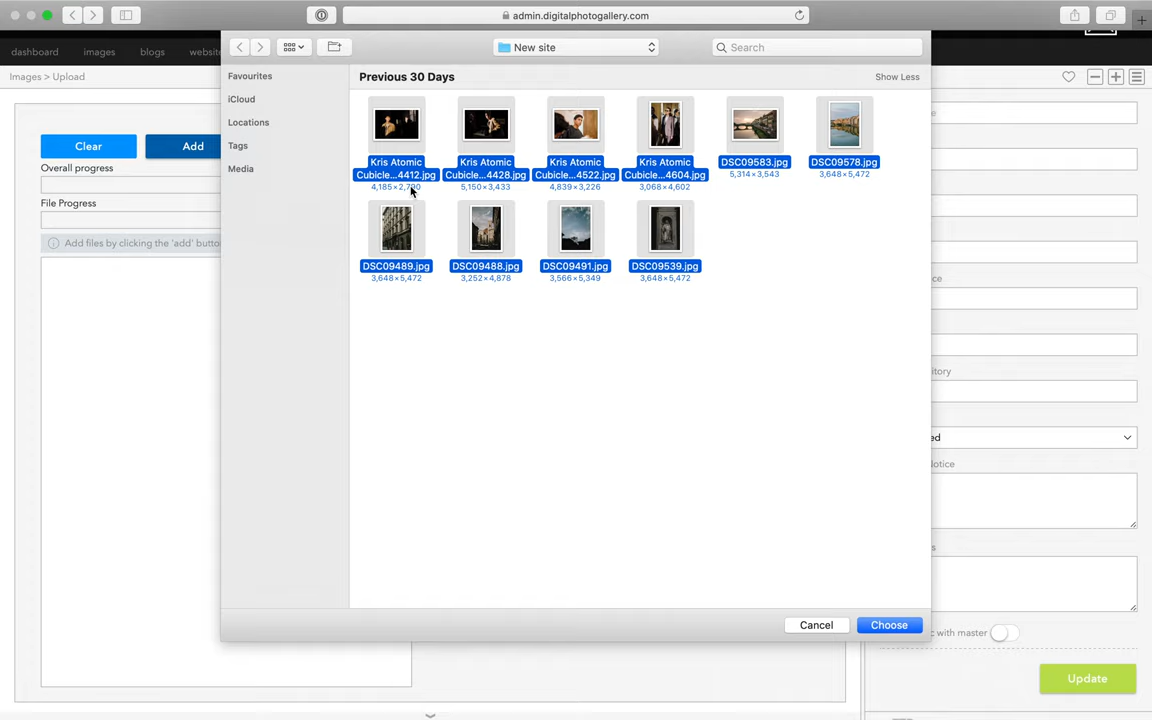 admin.digitalphotogallery.com
dashboard images blogs
Images > Upload
New site
Search
Favourites
iCloud
Locations
Tags
Media
Previous 30 Days
Show Less
Clear
Add
Overall progress
File Progress
Add files by clicking the 'add'
Kris Atomic Cubicle...4412.jpg
4,185×2,790
Kris Atomic Cubicle...4428.jpg
5,150×3,433
Kris Atomic Cubicle...4522.jpg
4,839×3,226
Kris Atomic Cubicle...4604.jpg
3,068×4,602
DSC09583.jpg
5,314×3,543
DSC09578.jpg
3,648×5,472
DSC09489.jpg
3,648×5,472
DSC09488.jpg
3,252×4,878
DSC09491.jpg
3,566×5,349
DSC09539.jpg
3,648×5,472
with master
Cancel
Choose
Update